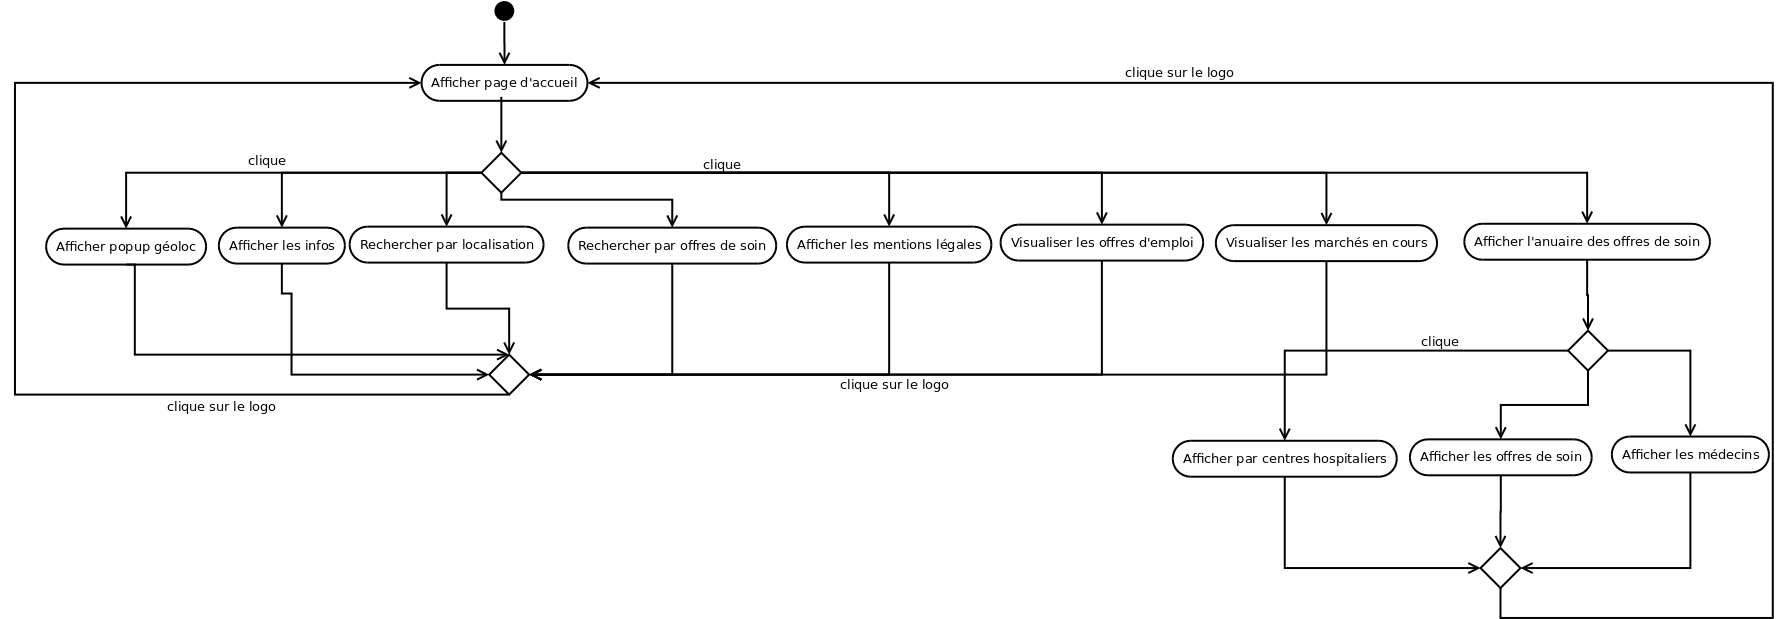 clique sur le logo
Afficher page d'accueil
clique
clique
Afficher popup géoloc
Afficher les infos
Rechercher par localisation
Rechercher par offres de soin
Afficher les mentions légales
Visualiser les offres d'emploi
Visualiser les marchés en cours
Afficher l'anuaire des offres de soin
clique
clique sur le logo
clique sur le logo
Afficher par centres hospitaliers
Afficher les offres de soin
Afficher les médecins